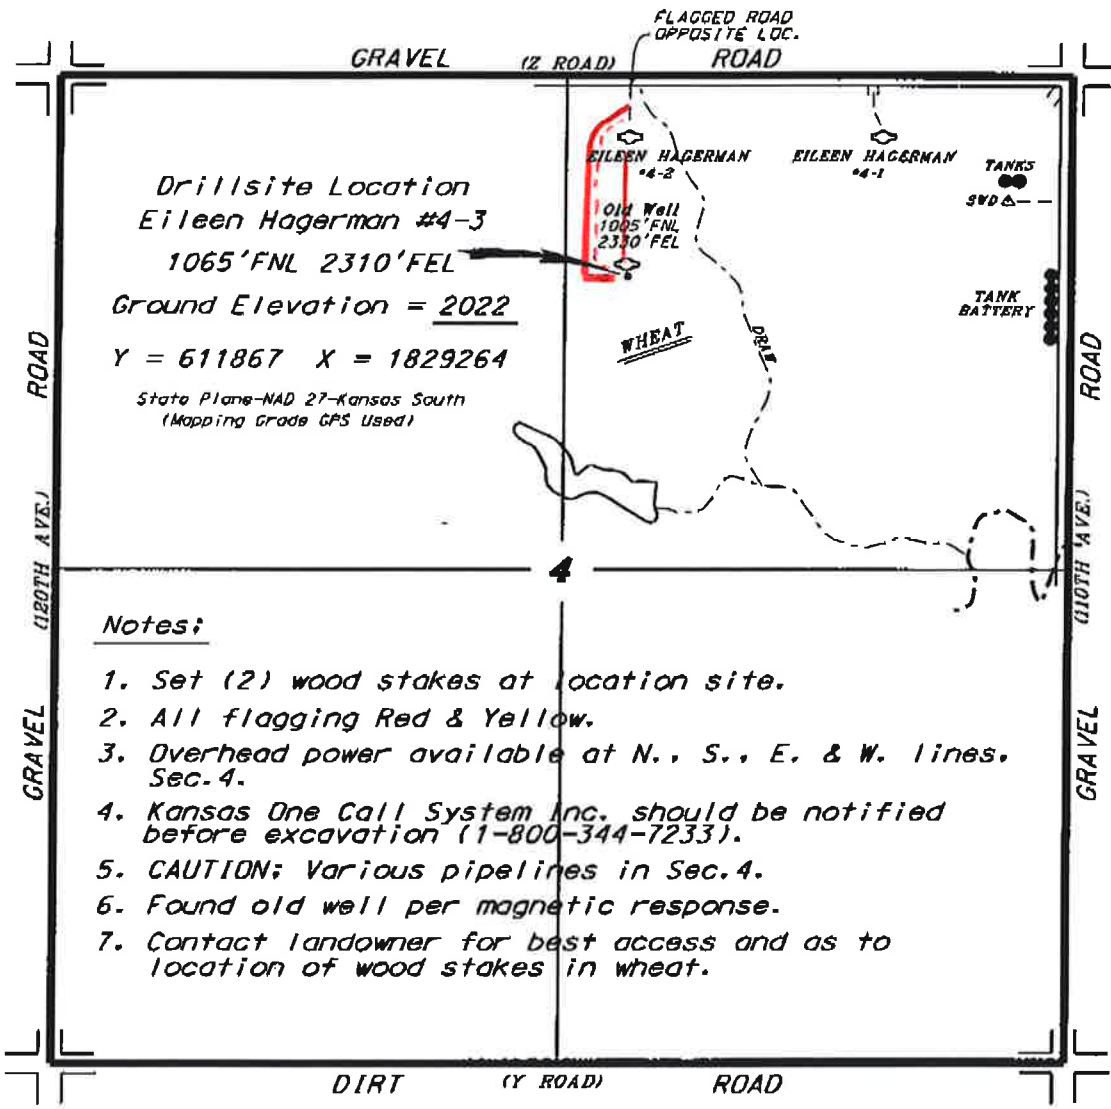 FLAGGED ROAD
OPPOSITE LOC.
GRAVEL (Z ROAD) ROAD
EILEEN HAGERMAN
#4-2
EILEEN HAGERMAN
#4-1
TANKS
SWD
Drillsite Location
Eileen Hagerman #4-3
1065'FNL 2310'FEL
Ground Elevation = 2022
Y = 611867 X = 1829264
State Plane-NAD 27-Kansas South
(Mapping Grade GPS Used)
Old Well
1005'FNL
2330'FEL
TANK
BATTERY
WHEAT
DRAW
ROAD
(120TH AVE.)
GRAVEL
ROAD
(110TH AVE.)
GRAVEL
4
Notes:
1. Set (2) wood stakes at location site.
2. All flagging Red & Yellow.
3. Overhead power available at N., S., E. & W. lines.
Sec.4.
4. Kansas One Call System Inc. should be notified
before excavation (1-800-344-7233).
5. CAUTION: Various pipelines in Sec.4.
6. Found old well per magnetic response.
7. Contact landowner for best access and as to
location of wood stakes in wheat.
DIRT (Y ROAD) ROAD